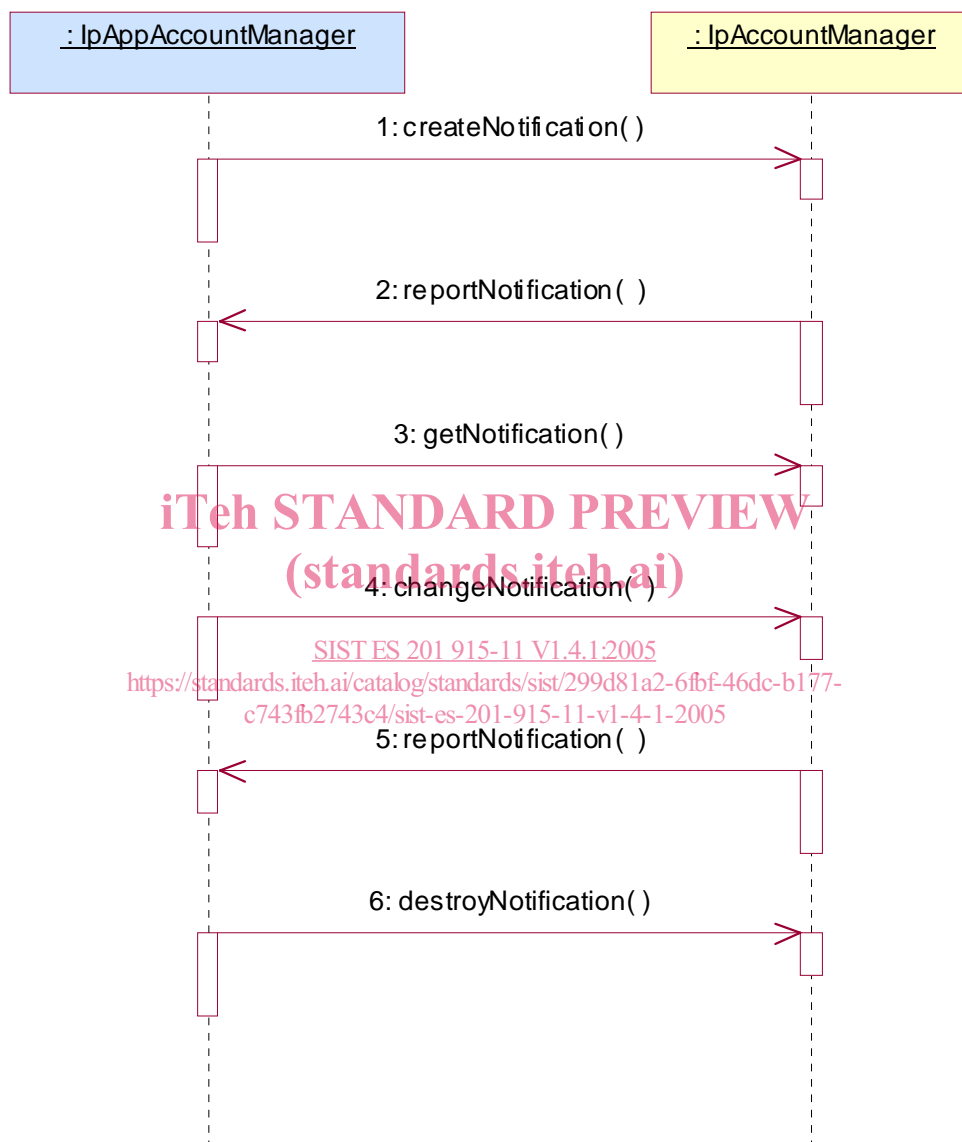 : IpAppAccountManager
: IpAccountManager
1: createNotification( )
2: reportNotification( )
3: getNotification( )
iTeh STANDARD PREVIEW
(standards.iteh.ai)
4: changeNotification( )
SIST ES 201 915-11 V1.4.1:2005
https://standards.iteh.ai/catalog/standards/sist/299d81a2-6fbf-46dc-b177-
c743fb2743c4/sist-es-201-915-11-v1-4-1-2005
5: reportNotification( )
6: destroyNotification( )